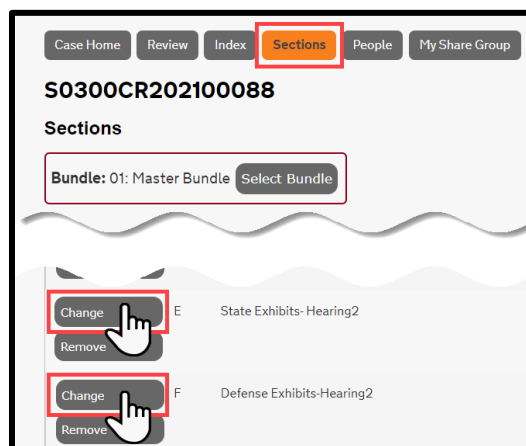 Case Home Review Index Sections People My Share Group
S0300CR202100088
Sections
Bundle: 01: Master Bundle Select Bundle
Change E State Exhibits- Hearing2
Remove
Change F Defense Exhibits-Hearing2
Remove